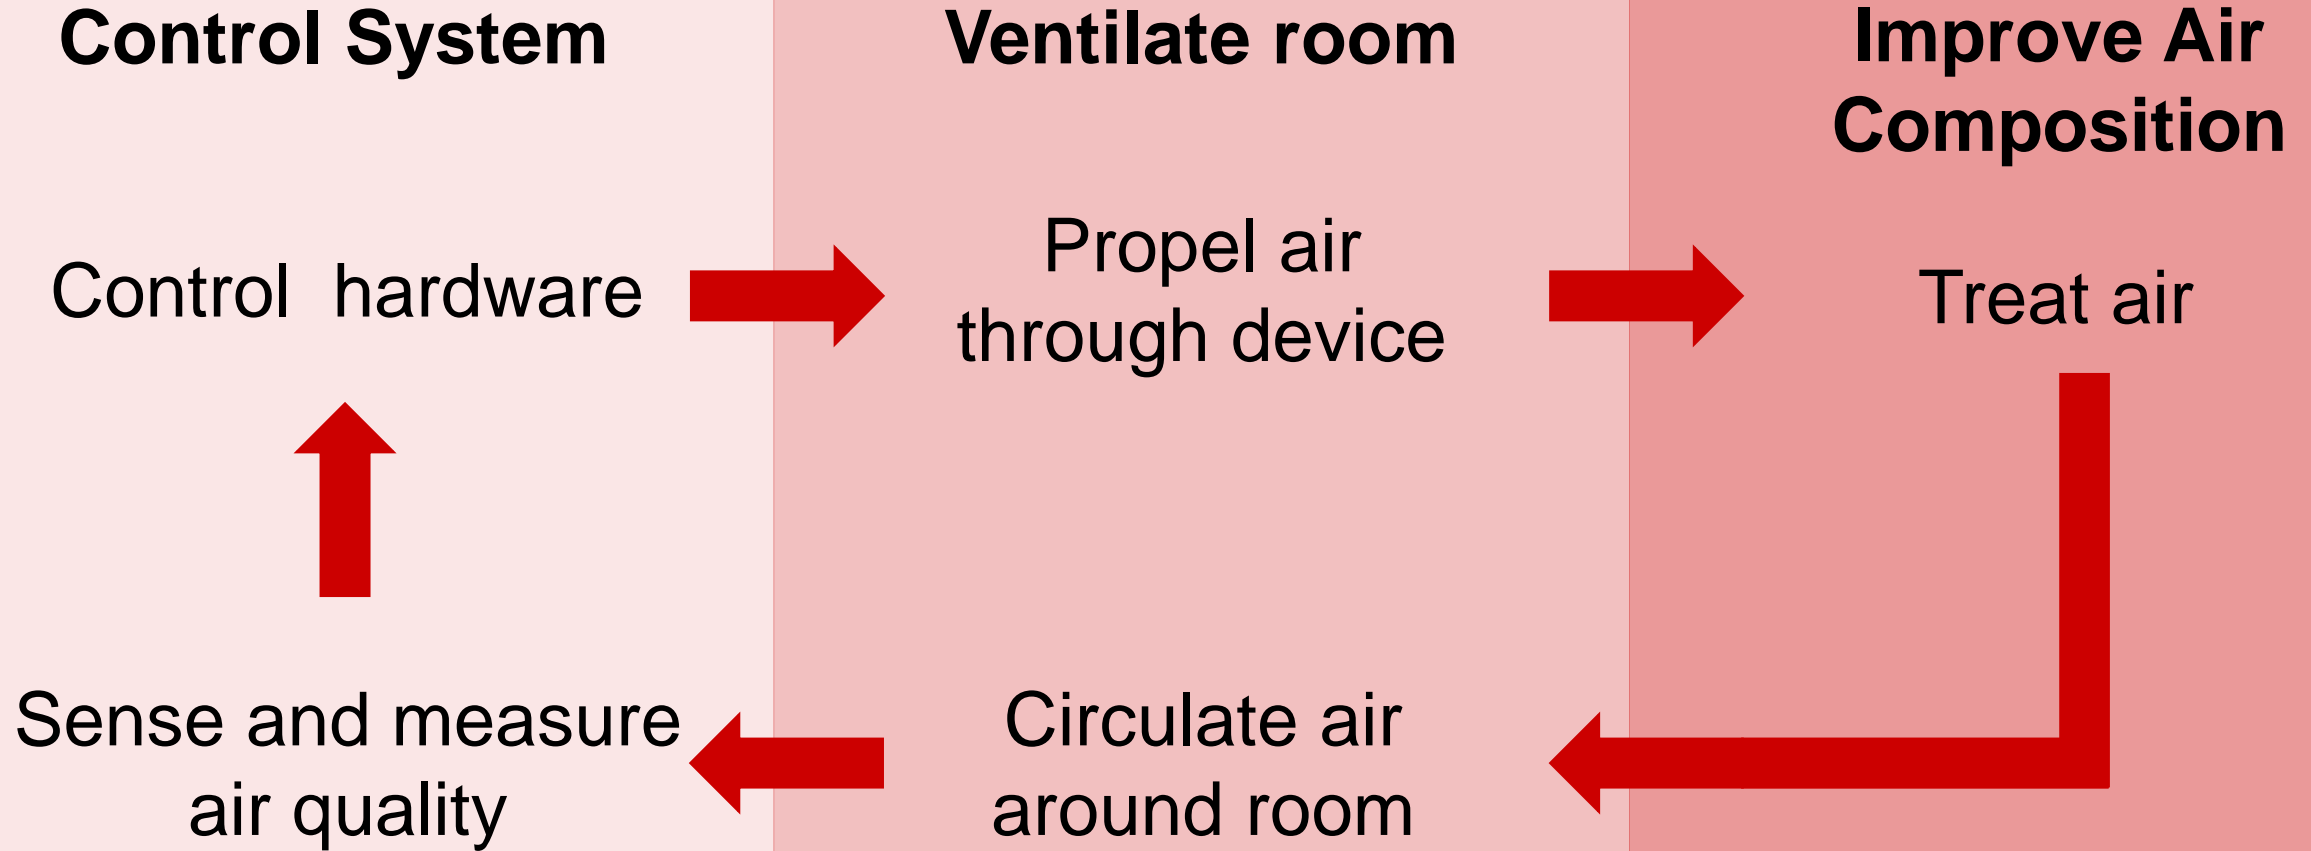 Control System
Control  hardware
Sense and measure
air quality
Ventilate room
Propel air
through device
Circulate air
around room
Improve Air
Composition
Treat air